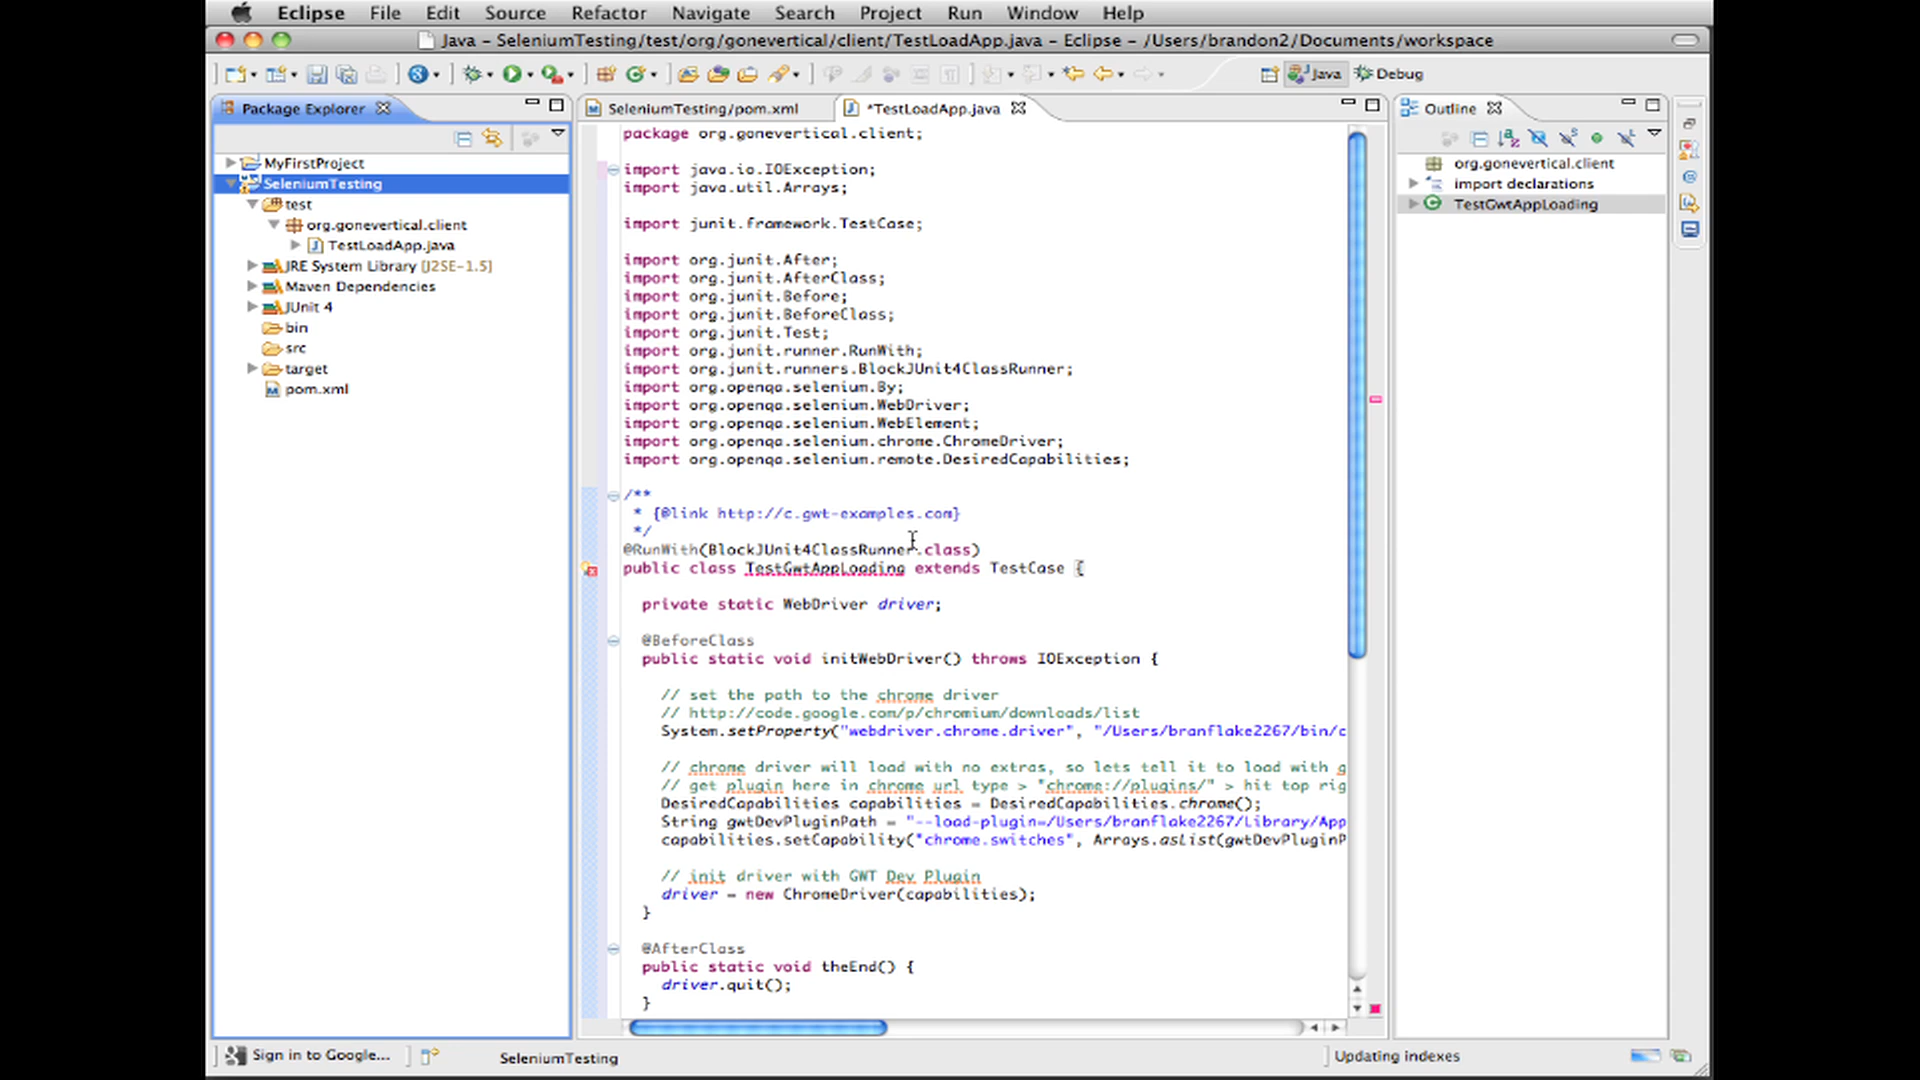 Eclipse File Edit Source Refactor Navigate Search Project Run Window Help
Java - SeleniumTesting/test/org/gonevertical/client/TestLoadApp.java - Eclipse - /Users/brandon2/Documents/workspace
Java Debug
Package Explorer
MyFirstProject
SeleniumTesting
test
org.gonevertical.client
TestLoadApp.java
JRE System Library [J2SE-1.5]
Maven Dependencies
JUnit 4
bin
src
target
pom.xml
SeleniumTesting/pom.xml
*TestLoadApp.java
package org.gonevertical.client;
import java.io.IOException;
import java.util.Arrays;
import junit.framework.TestCase;
import org.junit.After;
import org.junit.AfterClass;
import org.junit.Before;
import org.junit.BeforeClass;
import org.junit.Test;
import org.junit.runner.RunWith;
import org.junit.runners.BlockJUnit4ClassRunner;
import org.openqa.selenium.By;
import org.openqa.selenium.WebDriver;
import org.openqa.selenium.WebElement;
import org.openqa.selenium.chrome.ChromeDriver;
import org.openqa.selenium.remote.DesiredCapabilities;
/**
* {@link http://c.gwt-examples.com}
*/
@RunWith(BlockJUnit4ClassRunner.class)
public class TestGwtAppLoading extends TestCase {
private static WebDriver driver;
@BeforeClass
public static void initWebDriver() throws IOException {
// set the path to the chrome driver
// http://code.google.com/p/chromium/downloads/list
System.setProperty("webdriver.chrome.driver", "/Users/branflake2267/bin/c
// chrome driver will load with no extras, so lets tell it to load with g
// get plugin here in chrome url type > "chrome://plugins/" > hit top rig
DesiredCapabilities capabilities = DesiredCapabilities.chrome();
String gwtDevPluginPath = "--load-plugin=/Users/branflake2267/Library/App
capabilities.setCapability("chrome.switches", Arrays.asList(gwtDevPluginP
// init driver with GWT Dev Plugin
driver = new ChromeDriver(capabilities);
}
@AfterClass
public static void theEnd() {
driver.quit();
}
Outline
org.gonevertical.client
import declarations
TestGwtAppLoading
Sign in to Google...
SeleniumTesting
Updating indexes